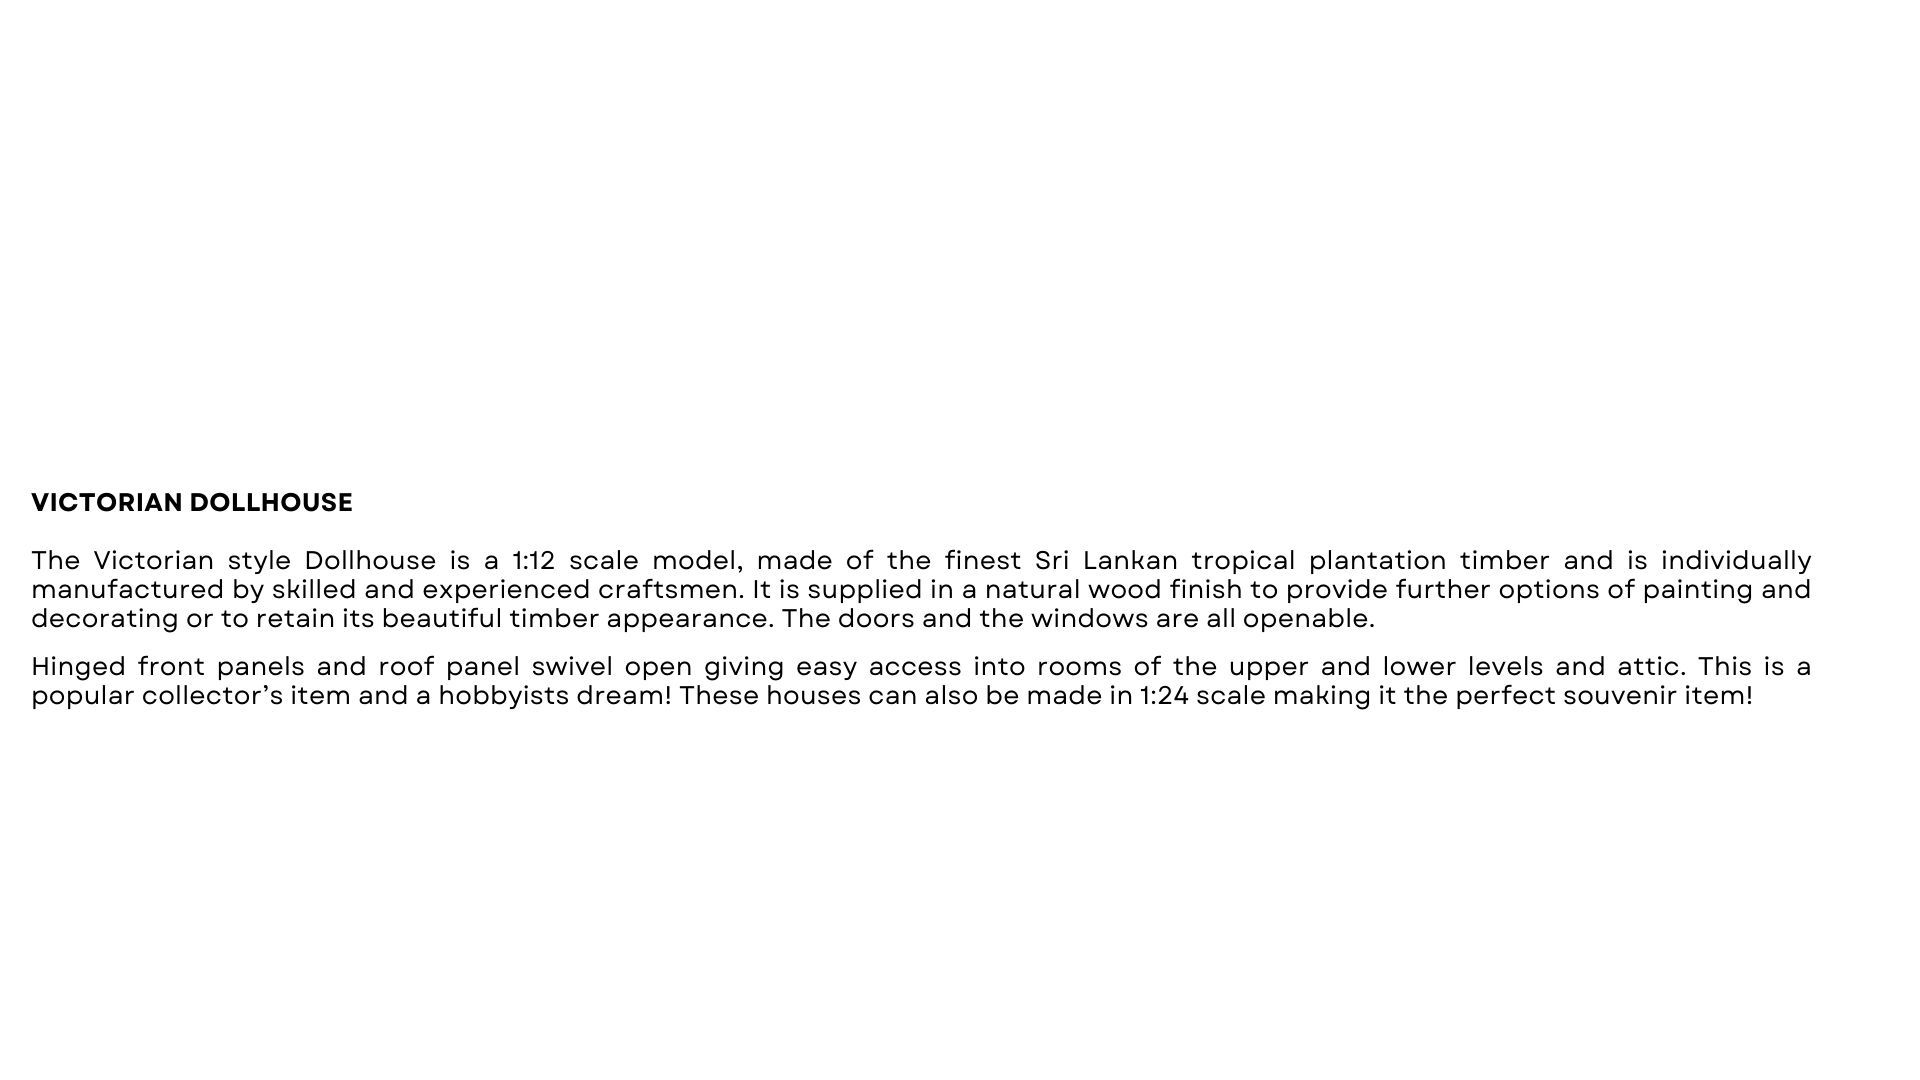 VICTORIAN DOLLHOUSE
The Victorian style Dollhouse is a 1:12 scale model, made of the finest Sri Lankan tropical plantation timber and is individually
manufactured by skilled and experienced craftsmen. It is supplied in a natural wood finish to provide further options of painting and
decorating or to retain its beautiful timber appearance. The doors and the windows are all openable.
Hinged front panels and roof panel swivel open giving easy access into rooms of the upper and lower levels and attic. This is a
popular collector’s item and a hobbyists dream! These houses can also be made in 1:24 scale making it the perfect souvenir item!